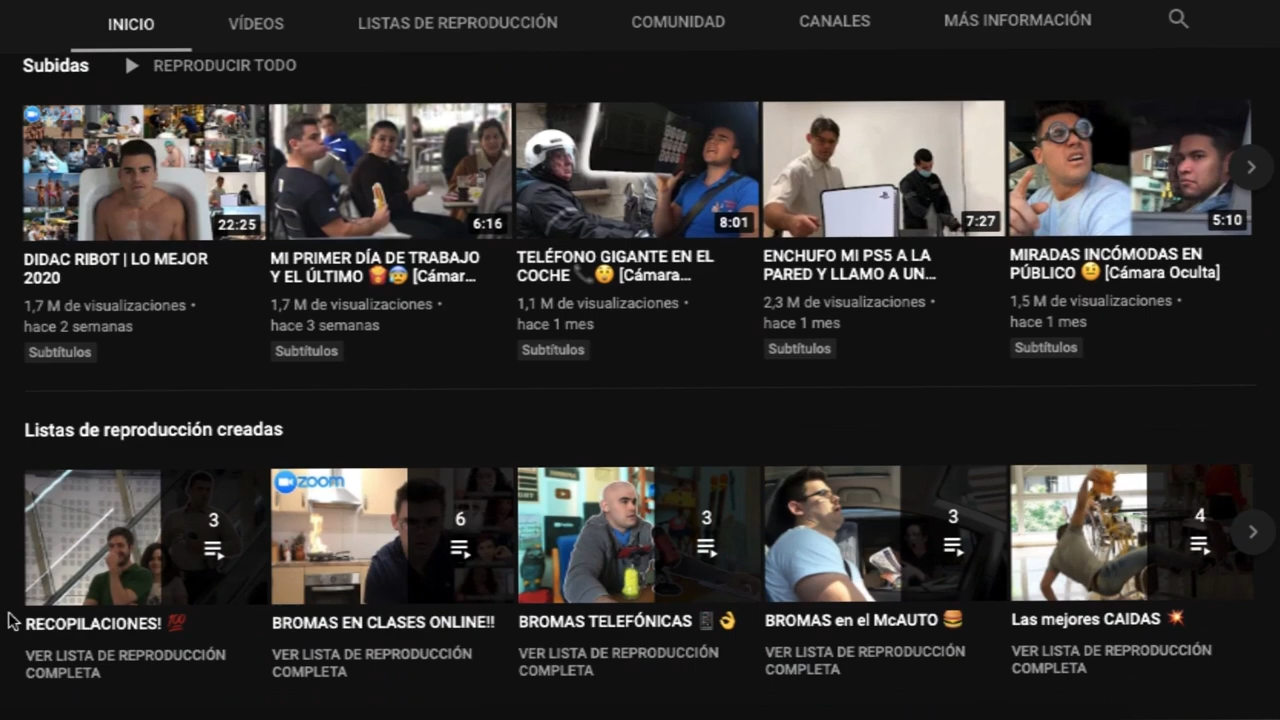 INICIO VÍDEOS LISTAS DE REPRODUCCIÓN COMUNIDAD CANALES MÁS INFORMACIÓN
Subidas REPRODUCIR TODO
22:25 6:16 8:01 7:27 5:10
DIDAC RIBOT | LO MEJOR
2020
1,7 M de visualizaciones •
hace 2 semanas
Subtítulos
MI PRIMER DÍA DE TRABAJO
Y EL ÚLTIMO 🍟😰 [Cámar...
1,7 M de visualizaciones •
hace 3 semanas
Subtítulos
TELÉFONO GIGANTE EN EL
COCHE 📞😲 [Cámara...
1,1 M de visualizaciones •
hace 1 mes
Subtítulos
ENCHUFO MI PS5 A LA
PARED Y LLAMO A UN...
2,3 M de visualizaciones •
hace 1 mes
Subtítulos
MIRADAS INCÓMODAS EN
PÚBLICO 😐 [Cámara Oculta]
1,5 M de visualizaciones •
hace 1 mes
Subtítulos
Listas de reproducción creadas
3
RECOPILACIONES! 💯
VER LISTA DE REPRODUCCIÓN
COMPLETA
zoom
6
BROMAS EN CLASES ONLINE!!
VER LISTA DE REPRODUCCIÓN
COMPLETA
3
BROMAS TELEFÓNICAS 📱👌
VER LISTA DE REPRODUCCIÓN
COMPLETA
3
BROMAS en el McAUTO 🍔
VER LISTA DE REPRODUCCIÓN
COMPLETA
4
Las mejores CAIDAS 💥
VER LISTA DE REPRODUCCIÓN
COMPLETA